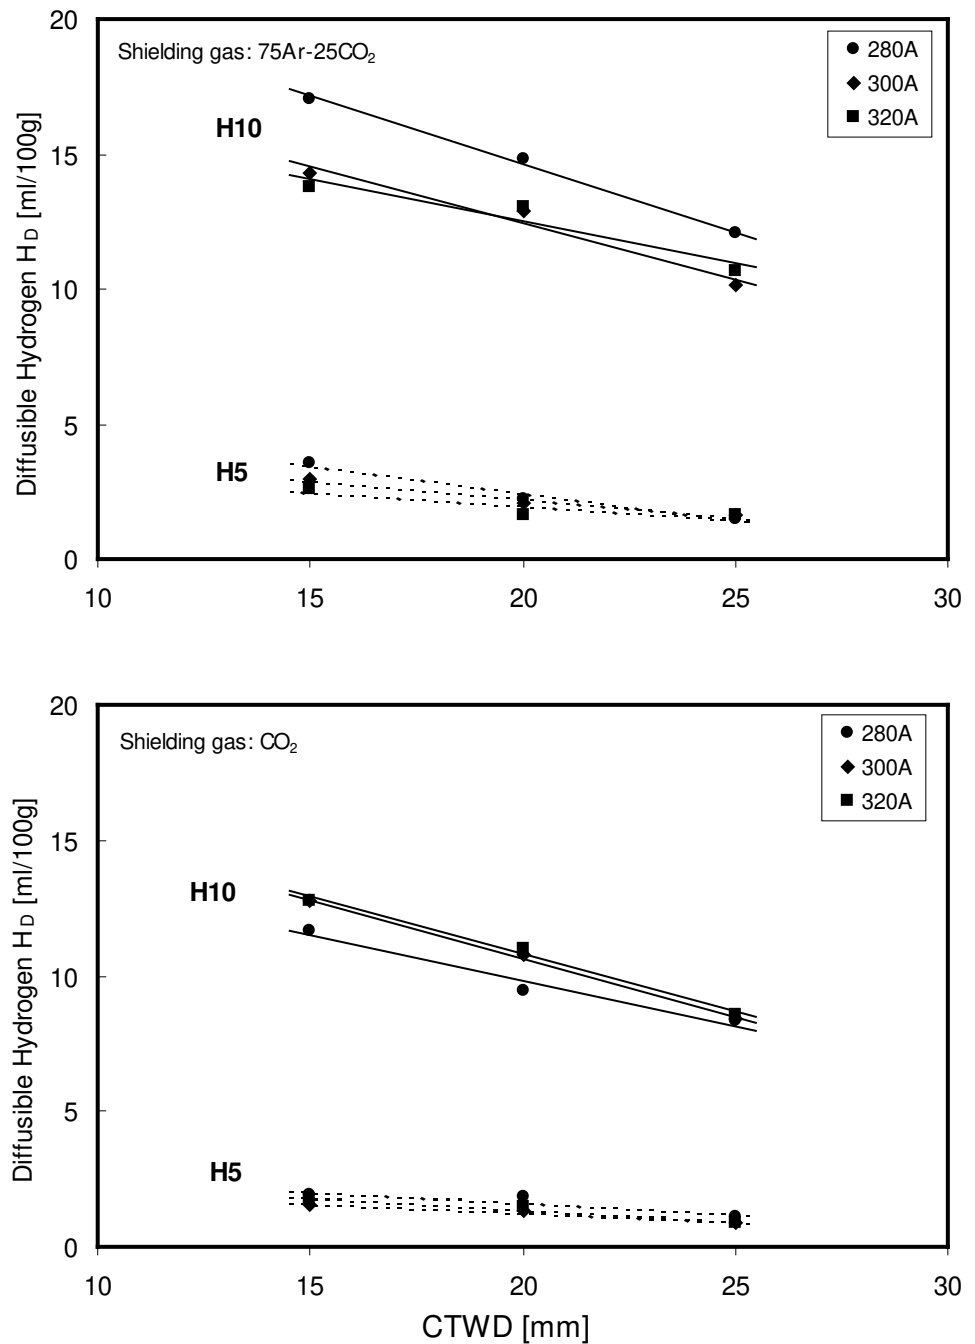 20
Shielding gas: 75Ar-25CO₂
280A
300A
320A
H10
15
Diffusible Hydrogen H D [ml/100g]
10
5
H5
0
10 15 20 25 30
20
Shielding gas: CO₂
280A
300A
320A
15
H10
Diffusible Hydrogen H D [ml/100g]
10
5
H5
0
10 15 20 25 30
CTWD [mm]